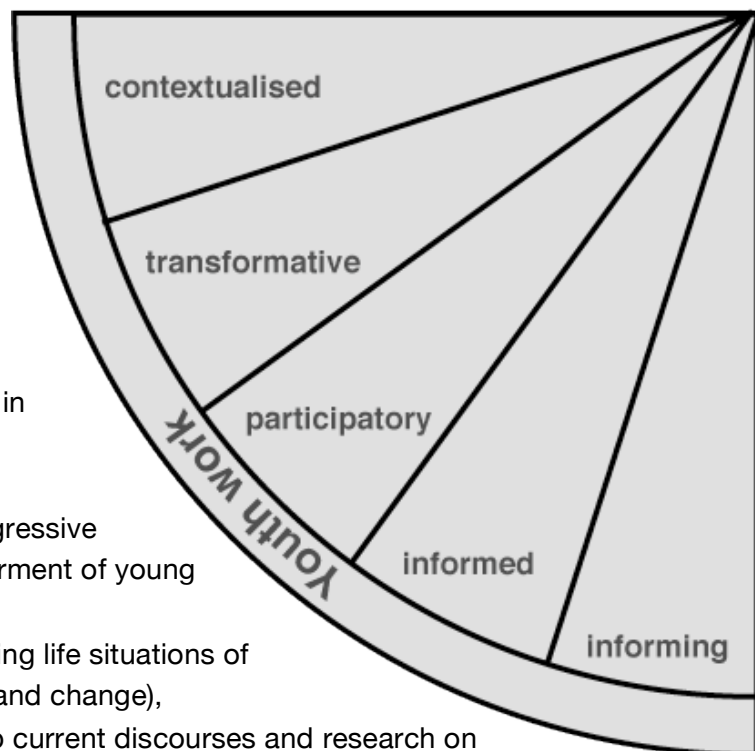 contextualised
transformative
participatory
informed
informing
Youth work
in
gressive
rment of young
ing life situations of
and change),
o current discourses and research on